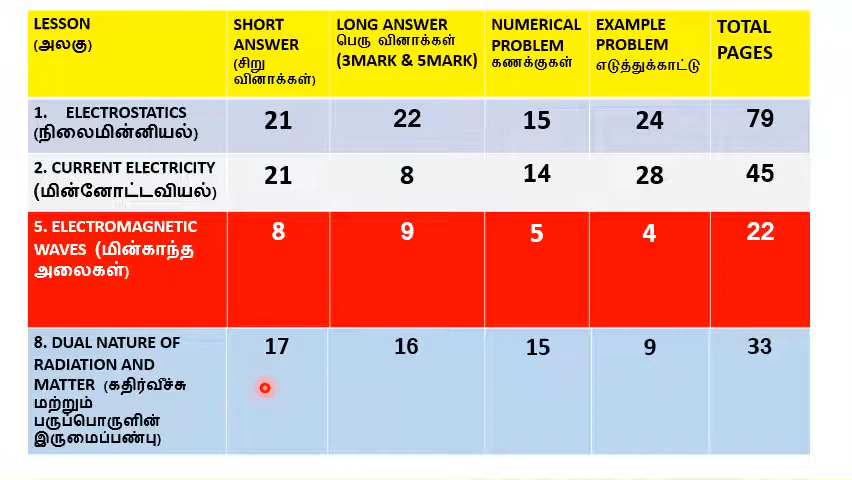 LESSON
(அலகு)
SHORT
ANSWER
(சிறு
வினாக்கள்)
LONG ANSWER
பெரு வினாக்கள்
(3MARK & 5MARK)
NUMERICAL
PROBLEM
கணக்குகள்
EXAMPLE
PROBLEM
எடுத்துக்காட்டு
TOTAL
PAGES
1. ELECTROSTATICS
(நிலைமின்னியல்)
21
22
15
24
79
2. CURRENT ELECTRICITY
(மின்னோட்டவியல்)
21
8
14
28
45
5. ELECTROMAGNETIC
WAVES (மின்காந்த
அலைகள்)
8
9
5
4
22
8. DUAL NATURE OF
RADIATION AND
MATTER (கதிர்வீச்சு
மற்றும்
பருப்பொருளின்
இருமைப்பண்பு)
17
16
15
9
33